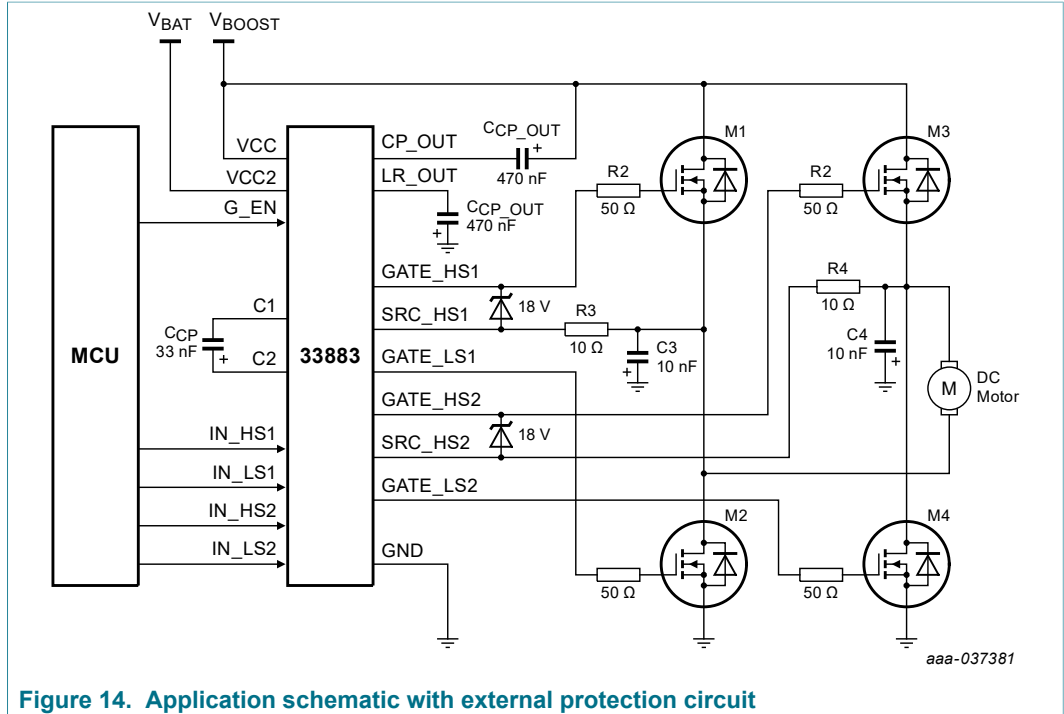 VBAT
VBOOST
MCU
33883
VCC
VCC2
G_EN
C1
CCP
33 nF
+
C2
IN_HS1
IN_LS1
IN_HS2
IN_LS2
CP_OUT
CCP_OUT
+
470 nF
LR_OUT
CCP_OUT
470 nF
+
GATE_HS1
18 V
SRC_HS1
GATE_LS1
GATE_HS2
18 V
SRC_HS2
GATE_LS2
GND
R2
50 Ω
M1
R2
50 Ω
M3
R3
10 Ω
C3
10 nF
+
R4
10 Ω
C4
10 nF
+
M
DC
Motor
M2
50 Ω
M4
50 Ω
aaa-037381
Figure 14. Application schematic with external protection circuit